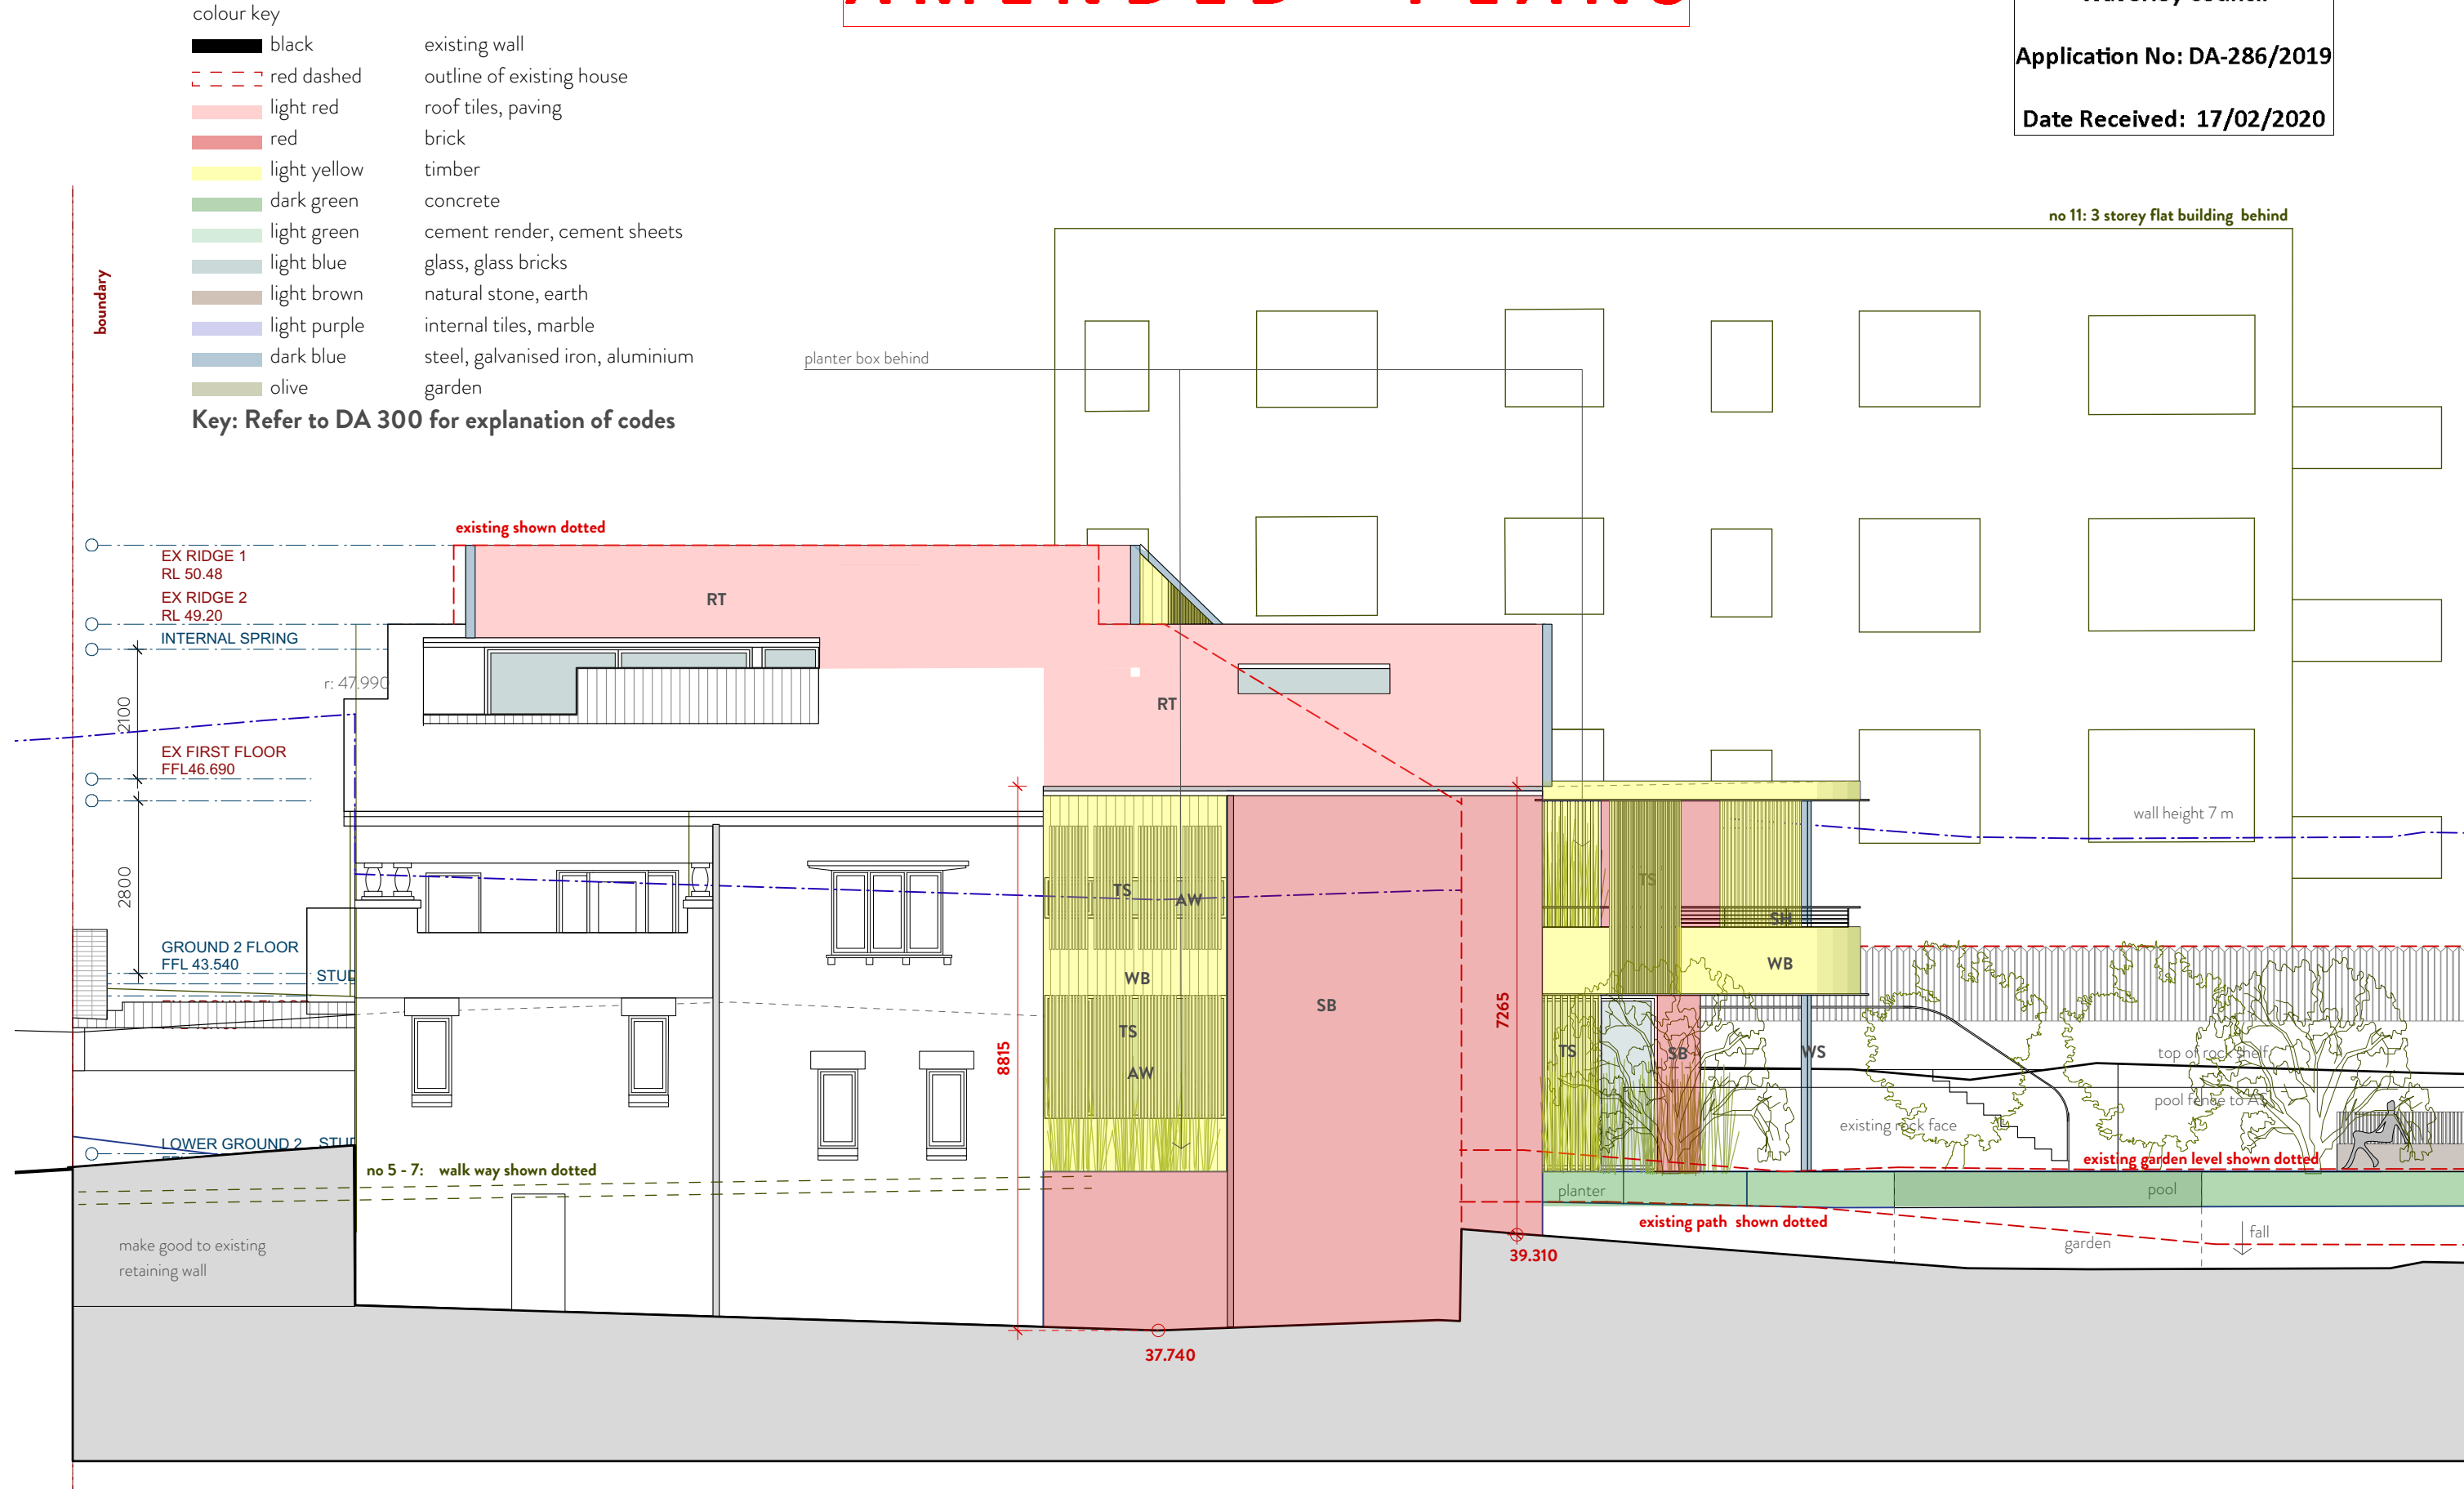 AMENDED PLANS
Waverley Council
Application No: DA-286/2019
Date Received: 17/02/2020
colour key
black existing wall
red dashed outline of existing house
light red roof tiles, paving
red brick
light yellow timber
dark green concrete
light green cement render, cement sheets
light blue glass, glass bricks
light brown natural stone, earth
light purple internal tiles, marble
dark blue steel, galvanised iron, aluminium
olive garden
Key: Refer to DA 300 for explanation of codes
no 11: 3 storey flat building behind
boundary
planter box behind
existing shown dotted
EX RIDGE 1
RL 50.48
EX RIDGE 2
RL 49.20
INTERNAL SPRING
r: 47.990
RT
RT
2100
EX FIRST FLOOR
FFL46.690
wall height 7 m
2800
TS
AW
TS
SH
GROUND 2 FLOOR
FFL 43.540
STUD
WB
WB
SB
7265
8815
TS
AW
TS
SB
WS
top of rock shelf
pool fence to AS
existing rock face
LOWER GROUND 2 STUD
no 5 - 7: walk way shown dotted
existing garden level shown dotted
planter
pool
existing path shown dotted
fall
garden
make good to existing
retaining wall
39.310
37.740